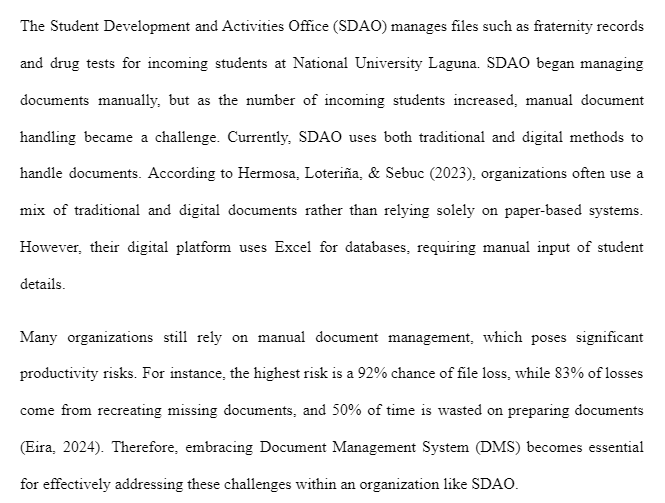 The Student Development and Activities Office (SDAO) manages files such as fraternity records
and drug tests for incoming students at National University Laguna. SDAO began managing
documents manually, but as the number of incoming students increased, manual document
handling became a challenge. Currently, SDAO uses both traditional and digital methods to
handle documents. According to Hermosa, Loteriña, & Sebuc (2023), organizations often use a
mix of traditional and digital documents rather than relying solely on paper-based systems.
However, their digital platform uses Excel for databases, requiring manual input of student
details.
Many organizations still rely on manual document management, which poses significant
productivity risks. For instance, the highest risk is a 92% chance of file loss, while 83% of losses
come from recreating missing documents, and 50% of time is wasted on preparing documents
(Eira, 2024). Therefore, embracing Document Management System (DMS) becomes essential
for effectively addressing these challenges within an organization like SDAO.